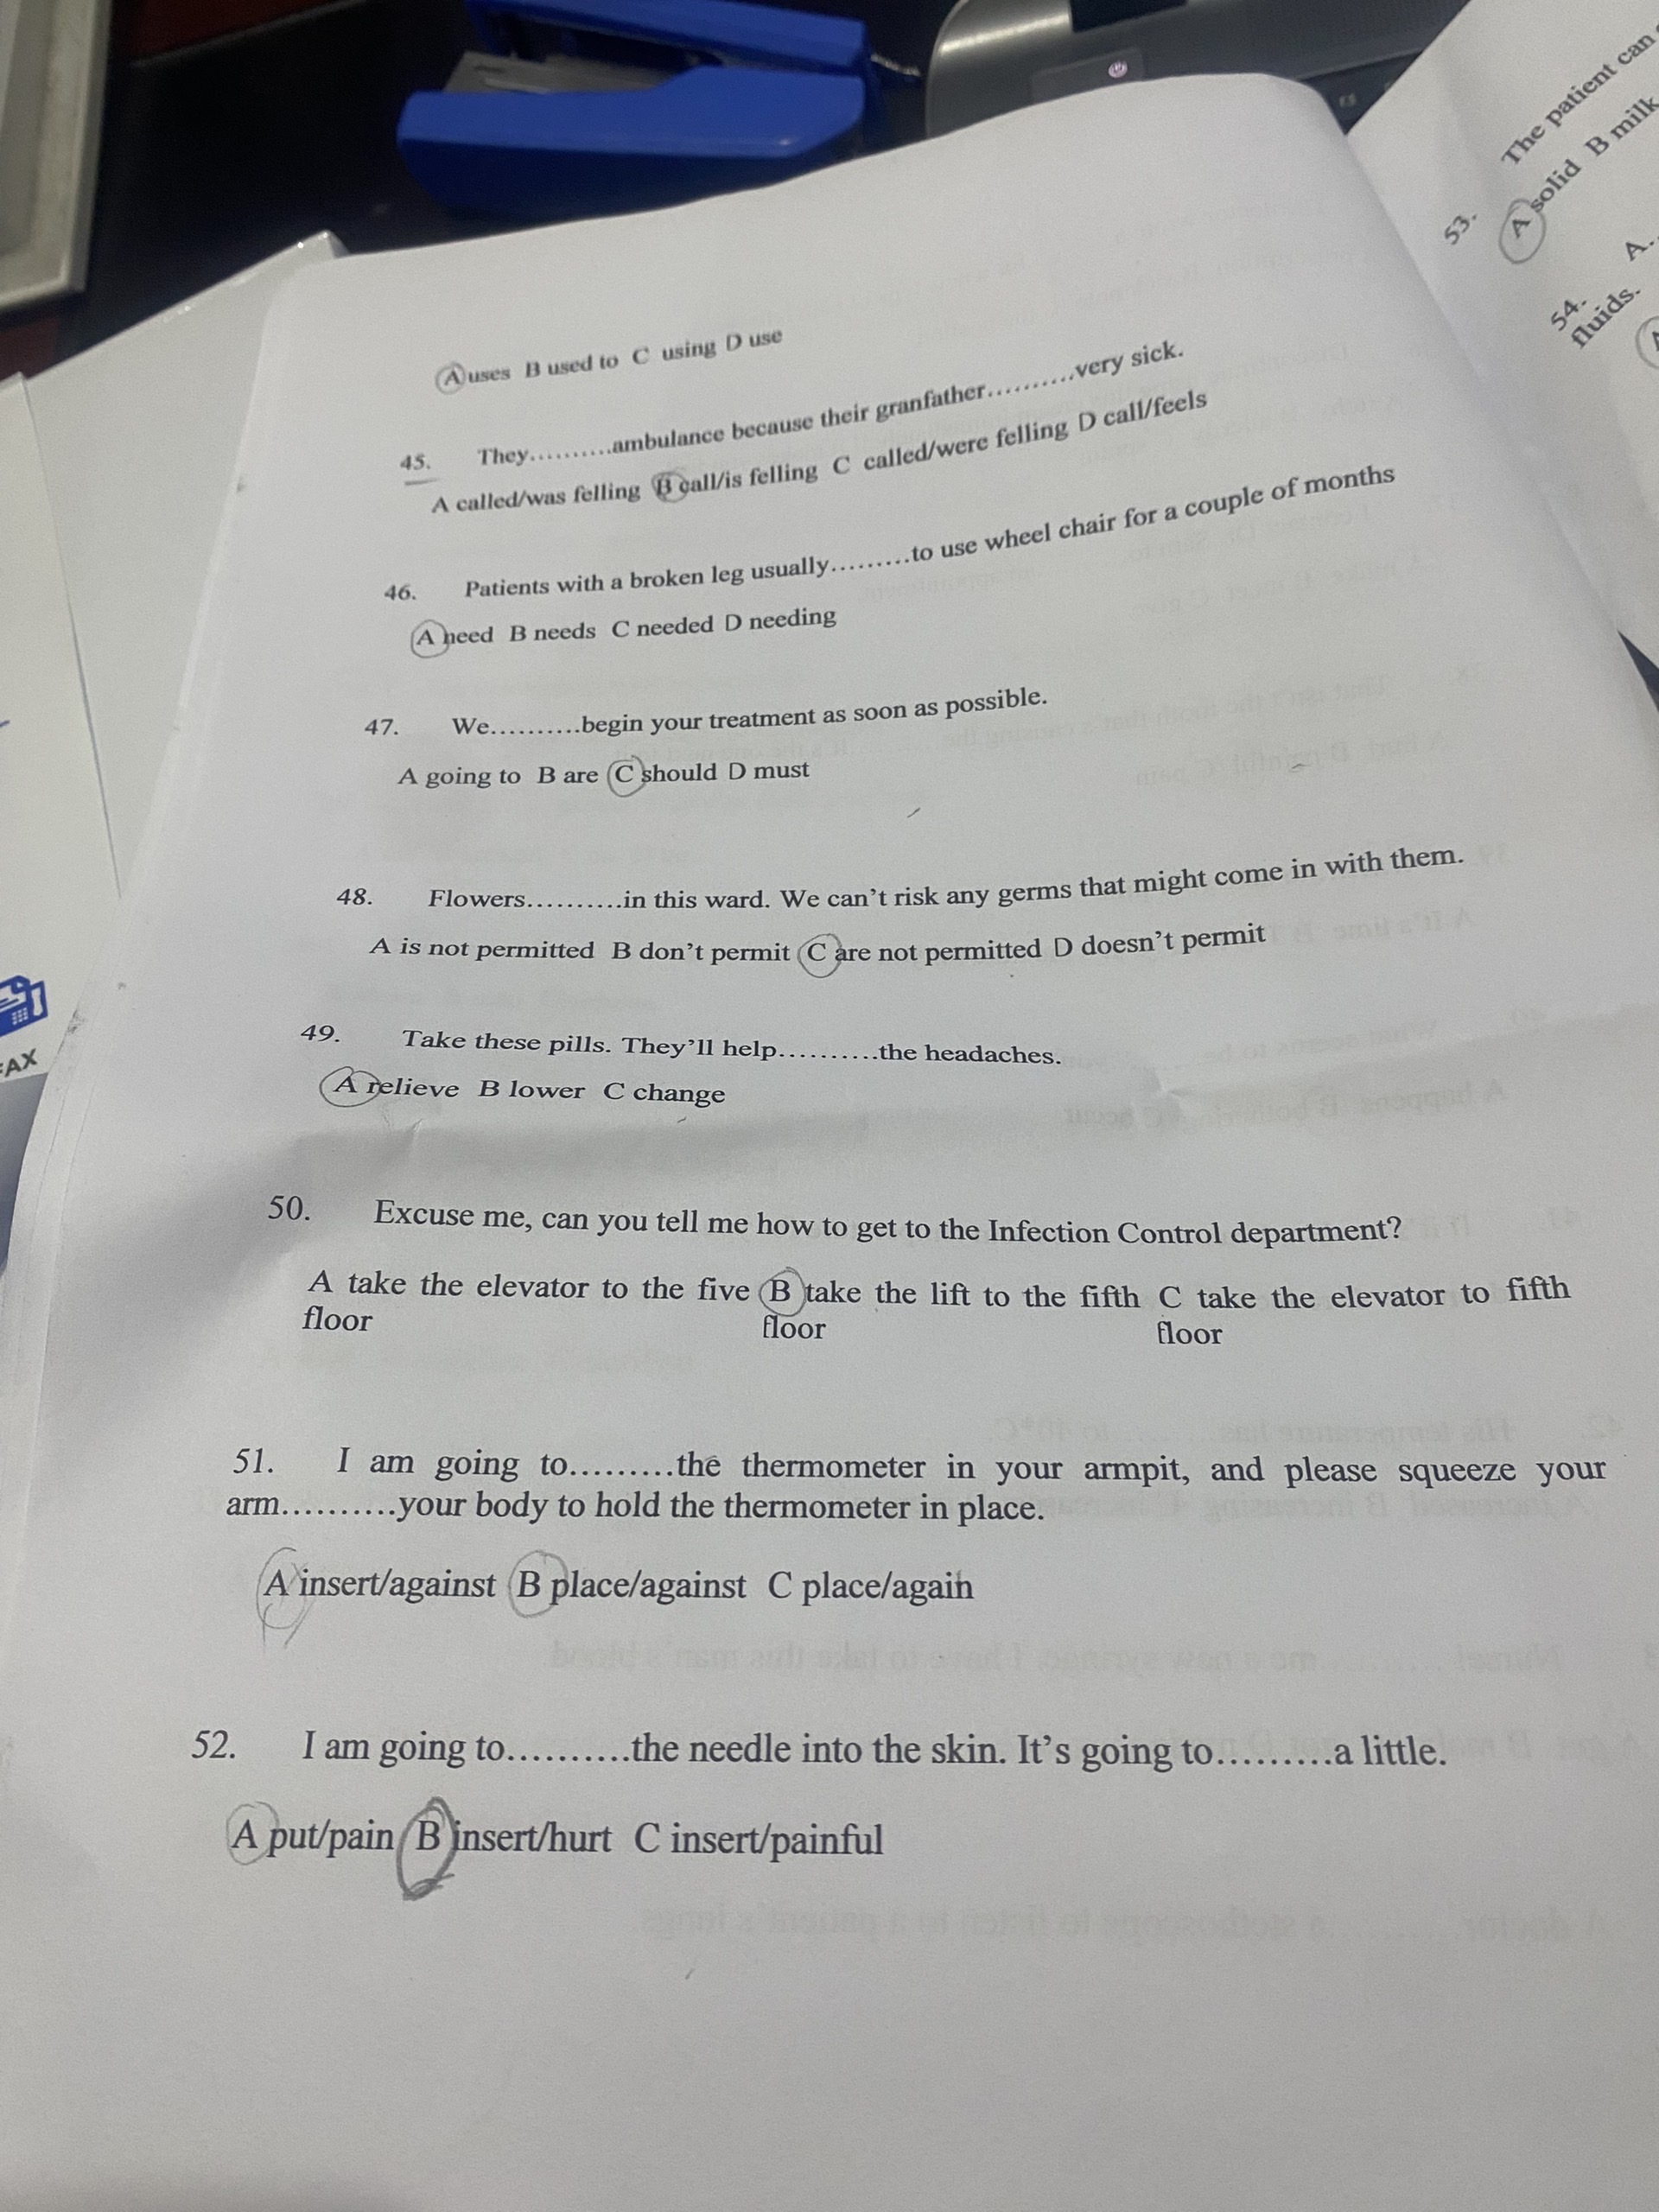 A uses B used to C using D use
45. They..........ambulance because their granfather..........very sick.
A called/was felling B call/is felling C called/were felling D call/feels
46. Patients with a broken leg usually.........to use wheel chair for a couple of months
A need B needs C needed D needing
47. We..........begin your treatment as soon as possible.
A going to B are C should D must
48. Flowers..........in this ward. We can't risk any germs that might come in with them.
A is not permitted B don't permit C are not permitted D doesn't permit
49. Take these pills. They'll help..........the headaches.
A relieve B lower C change
50. Excuse me, can you tell me how to get to the Infection Control department?
A take the elevator to the five B take the lift to the fifth C take the elevator to fifth
floor floor floor
51. I am going to.........the thermometer in your armpit, and please squeeze your
arm..........your body to hold the thermometer in place.
A insert/against B place/against C place/again
52. I am going to..........the needle into the skin. It's going to.........a little.
A put/pain B insert/hurt C insert/painful
The patient can
53.
A solid B milk
A.
54.
fluids.
FAX